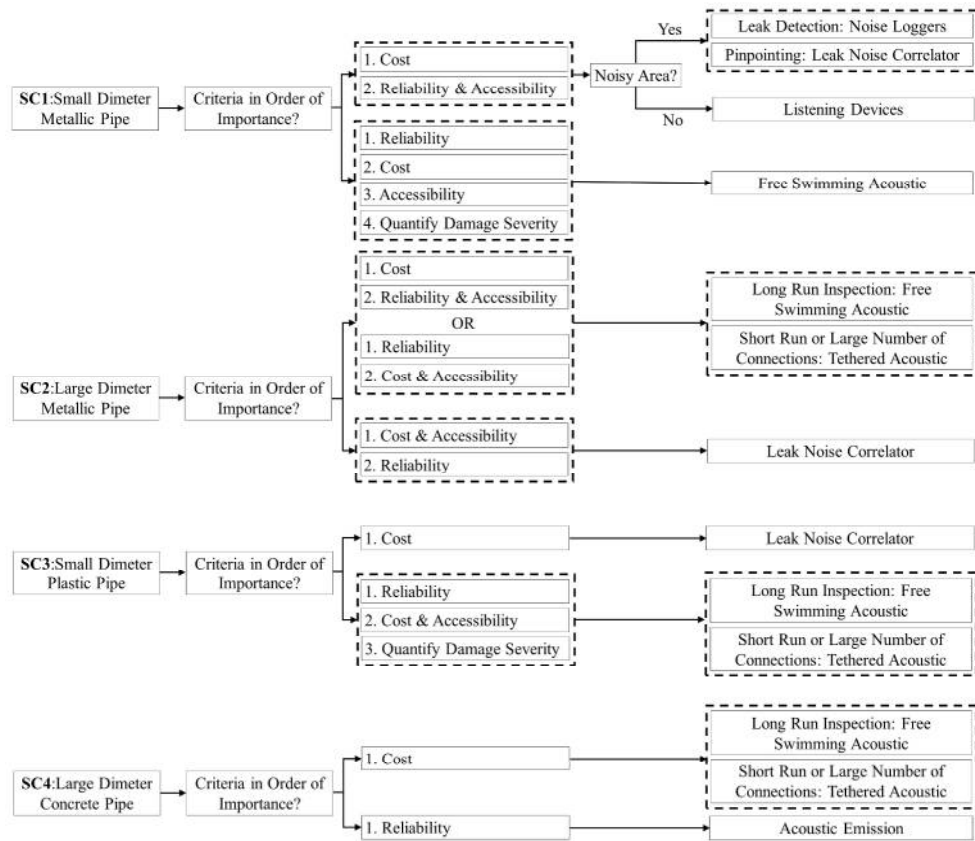 SC1:Small Dimeter
Metallic Pipe
Criteria in Order of
Importance?
1. Cost
2. Reliability & Accessibility
Noisy Area?
Yes
Leak Detection: Noise Loggers
Pinpointing: Leak Noise Correlator
No
Listening Devices
1. Reliability
2. Cost
3. Accessibility
4. Quantify Damage Severity
Free Swimming Acoustic
SC2:Large Dimeter
Metallic Pipe
Criteria in Order of
Importance?
1. Cost
2. Reliability & Accessibility
OR
1. Reliability
2. Cost & Accessibility
Long Run Inspection: Free
Swimming Acoustic
Short Run or Large Number of
Connections: Tethered Acoustic
1. Cost & Accessibility
2. Reliability
Leak Noise Correlator
SC3:Small Dimeter
Plastic Pipe
Criteria in Order of
Importance?
1. Cost
Leak Noise Correlator
1. Reliability
2. Cost & Accessibility
3. Quantify Damage Severity
Long Run Inspection: Free
Swimming Acoustic
Short Run or Large Number of
Connections: Tethered Acoustic
SC4:Large Dimeter
Concrete Pipe
Criteria in Order of
Importance?
1. Cost
Long Run Inspection: Free
Swimming Acoustic
Short Run or Large Number of
Connections: Tethered Acoustic
1. Reliability
Acoustic Emission